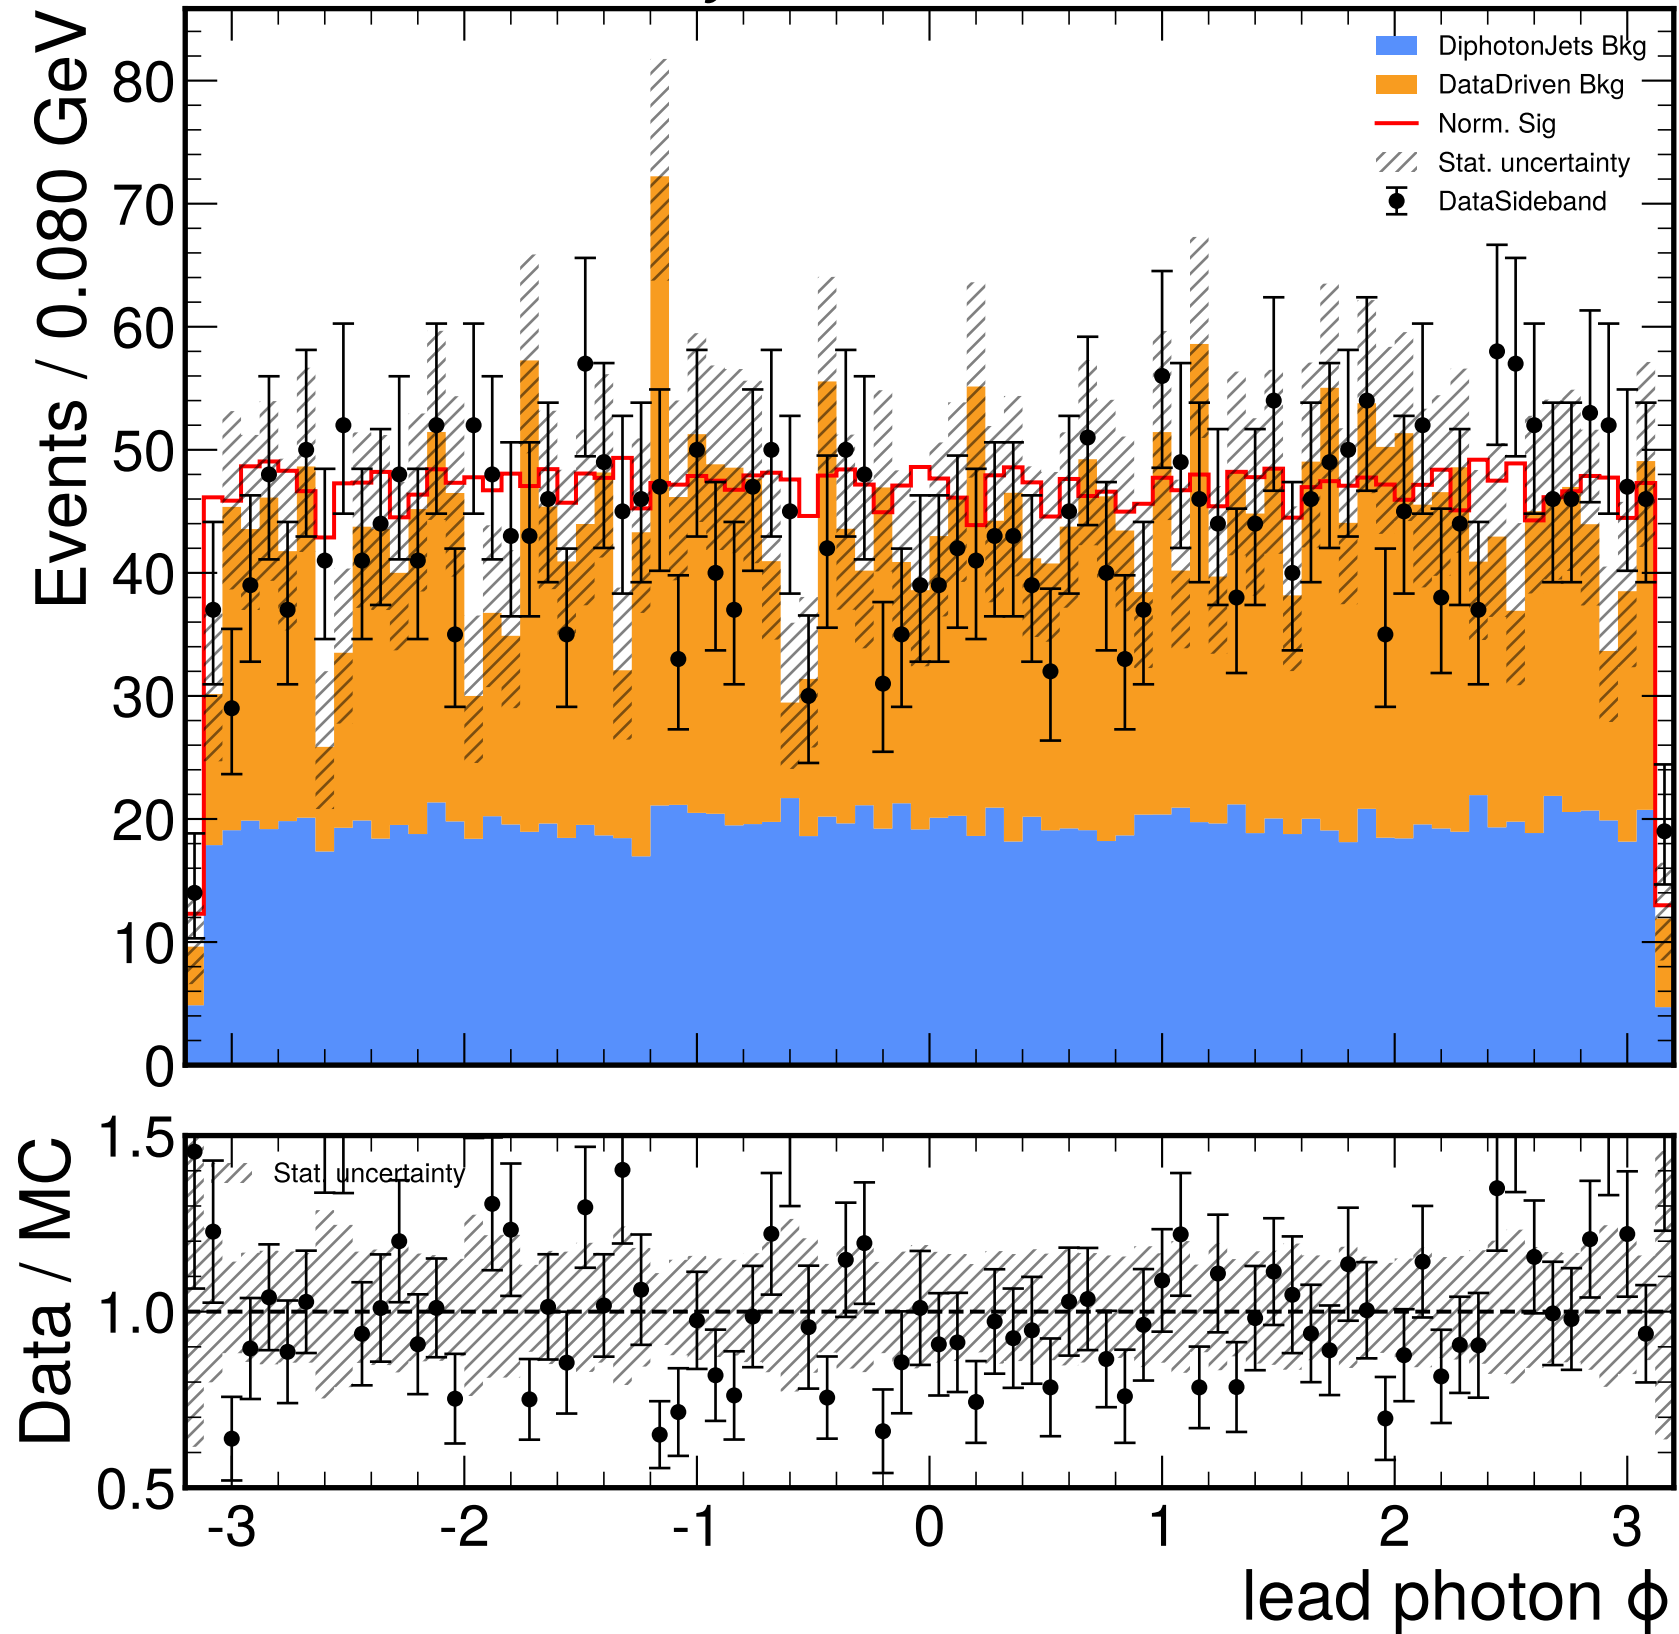 Events / 0.080 GeV
80
70
60
50
40
30
20
10
0
DiphotonJets Bkg
DataDriven Bkg
Norm. Sig
Stat. uncertainty
DataSideband
Data / MC
1.5
1.0
0.5
Stat. uncertainty
-3 -2 -1 0 1 2 3
lead photon ϕ